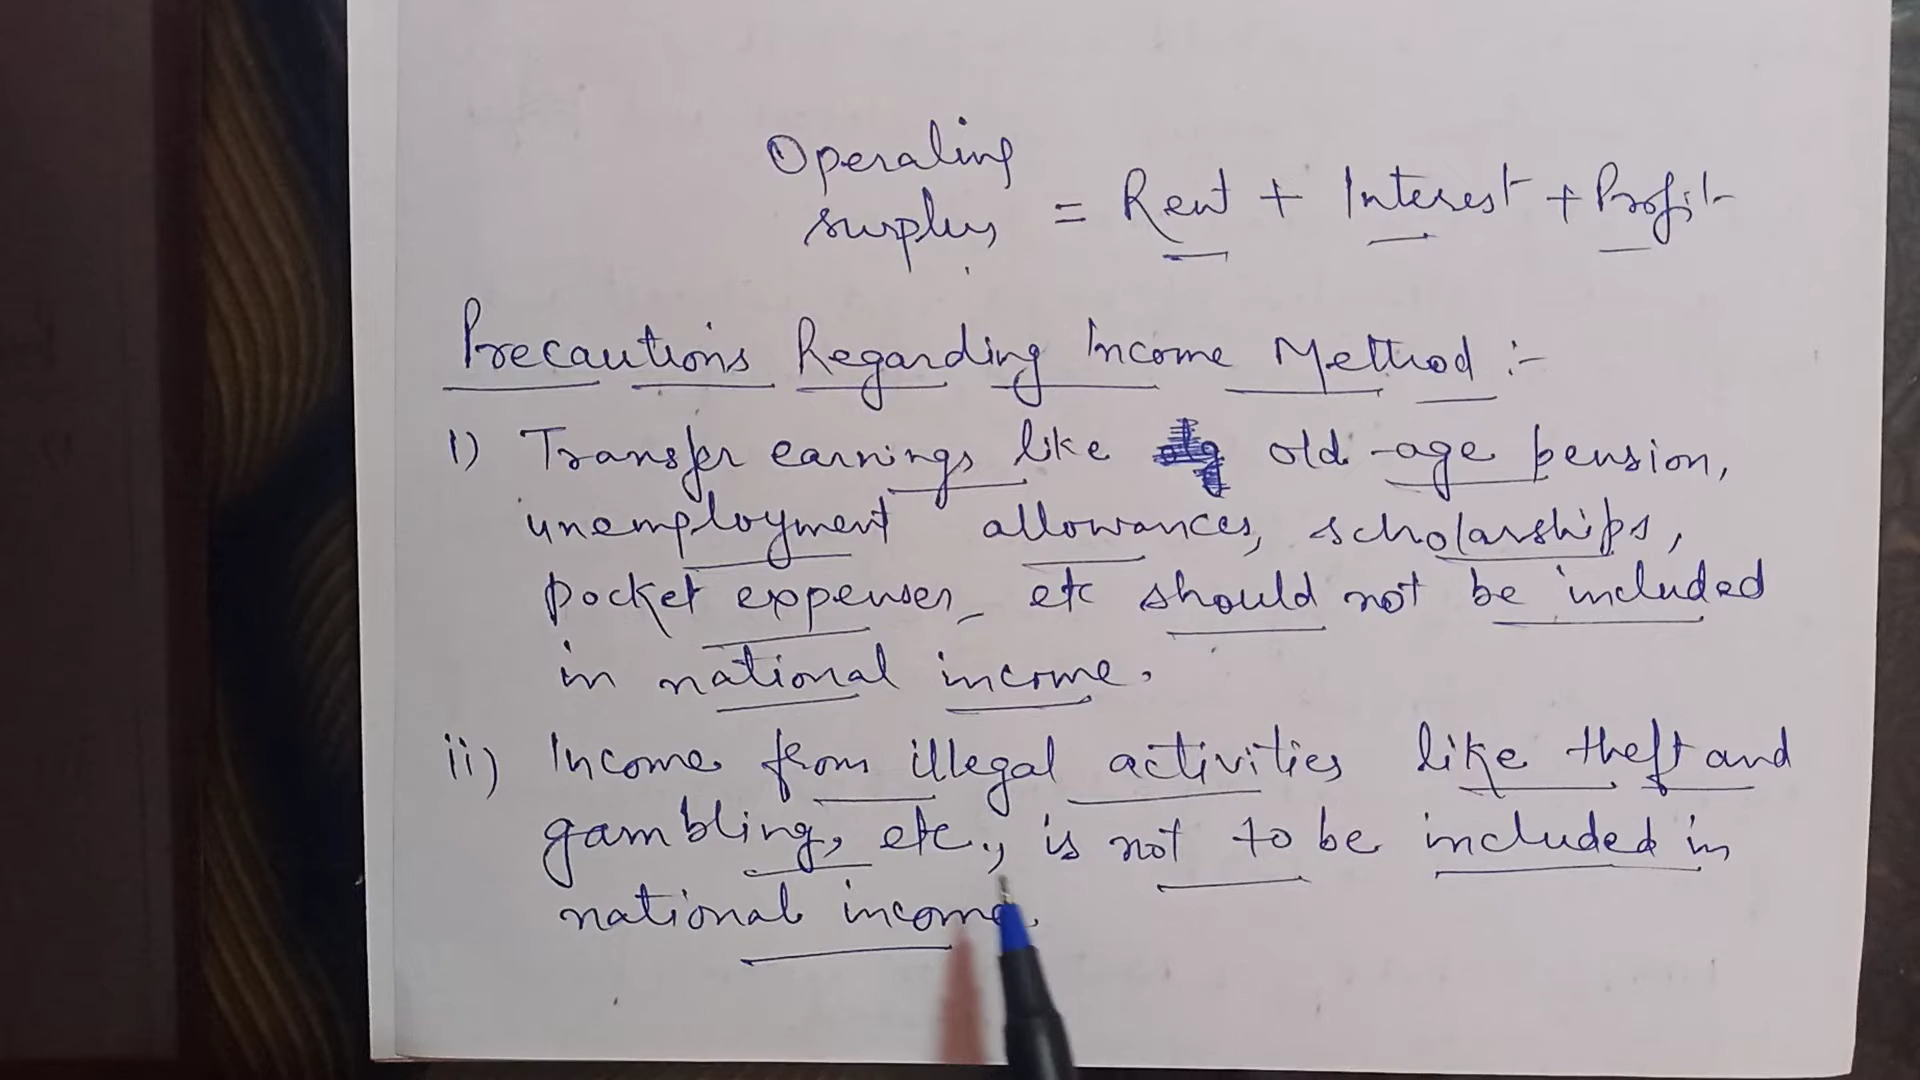 Operating
surplus = Rent + Interest + Profit
Precautions Regarding Income Method :-
i) Transfer earnings like old-age pension,
unemployment allowances, scholarships,
pocket expenses, etc should not be included
in national income.
ii) Income from illegal activities like theft and
gambling, etc., is not to be included in
national income.